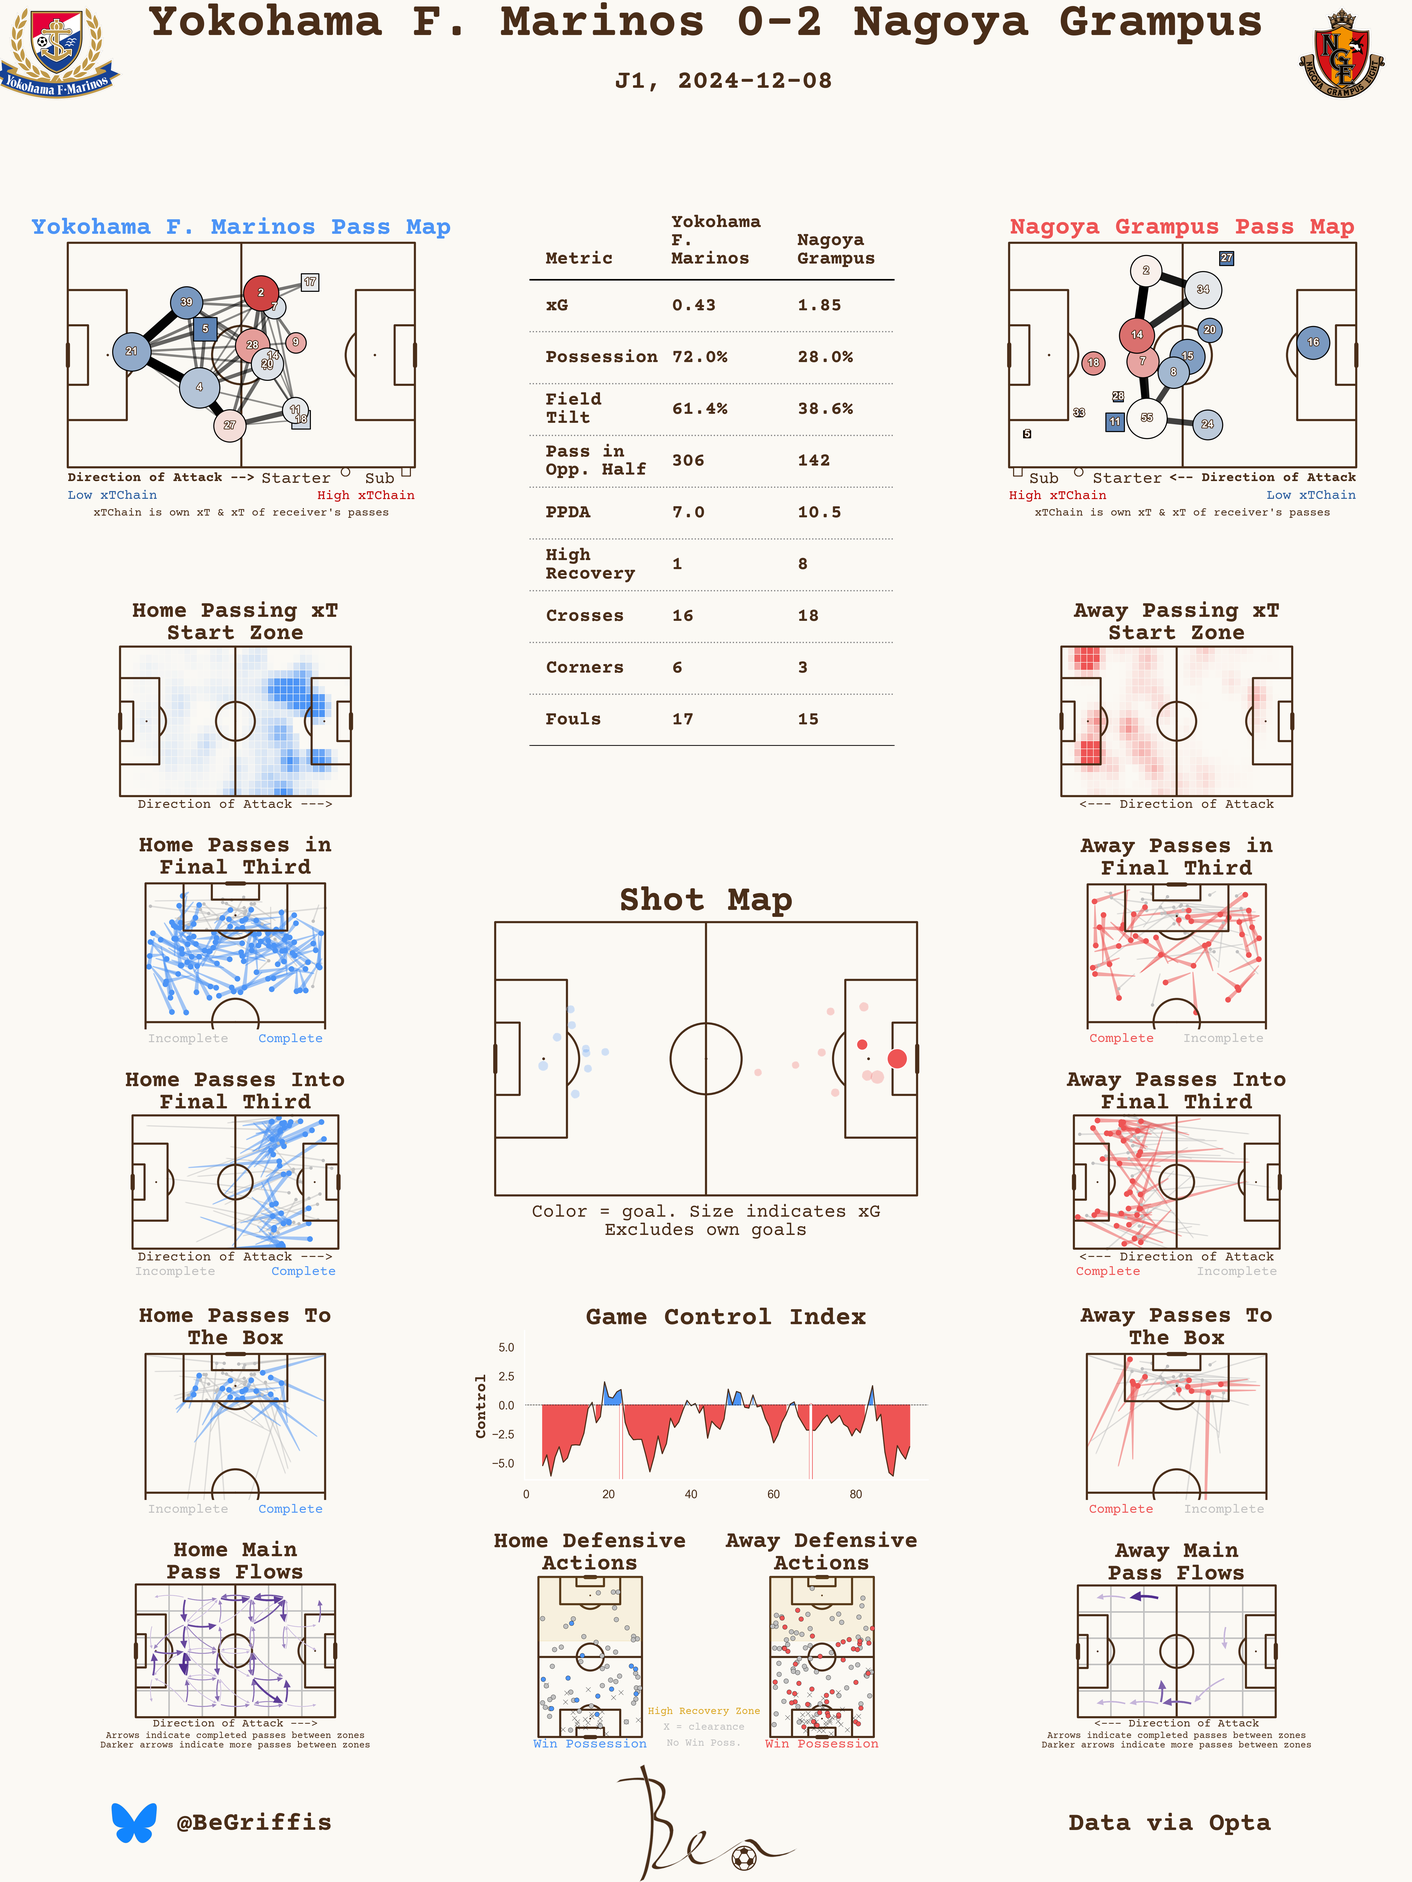 Yokohama F. Marinos 0-2 Nagoya Grampus
J1, 2024-12-08
Yokohama F·Marinos
NGE
NAGOYA GRAMPUS EIGHT
Yokohama F. Marinos Pass Map
39
5
21
4
27
2
7
17
28
9
14
20
11
18
Direction of Attack --> Starter Sub
Low xTChain High xTChain
xTChain is own xT & xT of receiver's passes
Metric Yokohama F. Marinos Nagoya Grampus
xG 0.43 1.85
Possession 72.0% 28.0%
Field Tilt 61.4% 38.6%
Pass in Opp. Half 306 142
PPDA 7.0 10.5
High Recovery 1 8
Crosses 16 18
Corners 6 3
Fouls 17 15
Nagoya Grampus Pass Map
2
27
34
14
20
16
18
7
15
8
28
33
11
55
24
5
Sub Starter <-- Direction of Attack
High xTChain Low xTChain
xTChain is own xT & xT of receiver's passes
Home Passing xT
Start Zone
Direction of Attack --->
Away Passing xT
Start Zone
<--- Direction of Attack
Home Passes in
Final Third
Incomplete Complete
Away Passes in
Final Third
Complete Incomplete
Shot Map
Color = goal. Size indicates xG
Excludes own goals
Home Passes Into
Final Third
Direction of Attack --->
Incomplete Complete
Away Passes Into
Final Third
<--- Direction of Attack
Complete Incomplete
Home Passes To
The Box
Incomplete Complete
Game Control Index
Control
5.0
2.5
0.0
−2.5
−5.0
0 20 40 60 80
Away Passes To
The Box
Complete Incomplete
Home Main
Pass Flows
Direction of Attack --->
Arrows indicate completed passes between zones
Darker arrows indicate more passes between zones
Home Defensive
Actions
Win Possession
Away Defensive
Actions
Win Possession
High Recovery Zone
X = clearance
No Win Poss.
Away Main
Pass Flows
<--- Direction of Attack
Arrows indicate completed passes between zones
Darker arrows indicate more passes between zones
@BeGriffis
Ben
Data via Opta